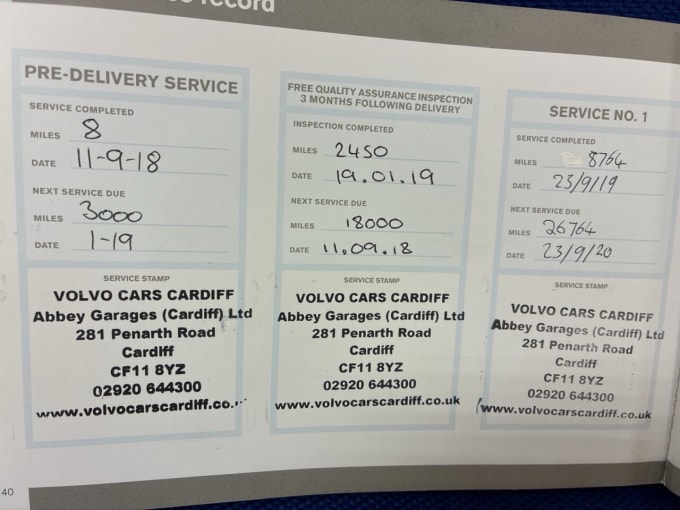 record
PRE-DELIVERY SERVICE
SERVICE COMPLETED
MILES 8
DATE 11-9-18
NEXT SERVICE DUE
MILES 3000
DATE 1-19
SERVICE STAMP
VOLVO CARS CARDIFF
Abbey Garages (Cardiff) Ltd
281 Penarth Road
Cardiff
CF11 8YZ
02920 644300
www.volvocarscardiff.co.
FREE QUALITY ASSURANCE INSPECTION
3 MONTHS FOLLOWING DELIVERY
INSPECTION COMPLETED
MILES 2450
DATE 19.01.19
NEXT SERVICE DUE
MILES 18000
DATE 11.09.18
SERVICE STAMP
VOLVO CARS CARDIFF
Abbey Garages (Cardiff) Ltd
281 Penarth Road
Cardiff
CF11 8YZ
02920 644300
www.volvocarscardiff.co.uk
SERVICE NO. 1
SERVICE COMPLETED
MILES 8764
DATE 23/9/19
NEXT SERVICE DUE
MILES 26764
DATE 23/9/20
SERVICE STAMP
VOLVO CARS CARDIFF
Abbey Garages (Cardiff) Ltd
281 Penarth Road
Cardiff
CF11 8YZ
02920 644300
www.volvocarscardiff.co.uk
40